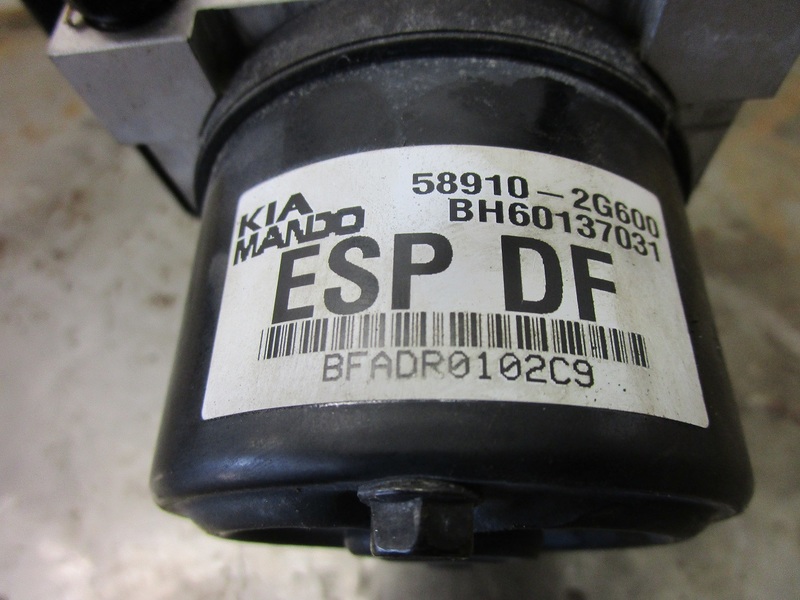 KIA 58910-2G600
MANDO BH60137031
ESP DF
BFADR0102C9